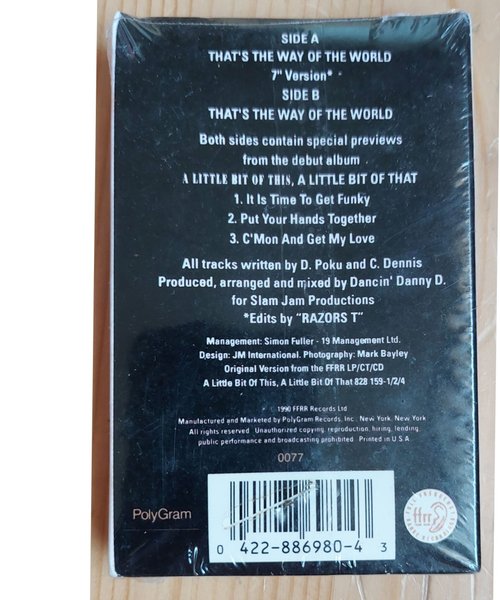 SIDE A
THAT'S THE WAY OF THE WORLD
7" Version*
SIDE B
THAT'S THE WAY OF THE WORLD
Both sides contain special previews
from the debut album
A LITTLE BIT OF THIS, A LITTLE BIT OF THAT
1. It Is Time To Get Funky
2. Put Your Hands Together
3. C'Mon And Get My Love
All tracks written by D. Poku and C. Dennis
Produced, arranged and mixed by Dancin' Danny D.
for Slam Jam Productions
*Edits by "RAZORS T"
Management: Simon Fuller - 19 Management Ltd.
Design: JM International. Photography: Mark Bayley
Original Version from the FFRR LP/CT/CD
A Little Bit Of This, A Little Bit Of That 828 159-1/2/4
© 1990 FFRR Records Ltd
Manufactured and Marketed by PolyGram Records, Inc. New York, New York
All rights reserved. Unauthorized copying, reproduction, hiring, lending,
public performance and broadcasting prohibited. Printed in U.S.A.
0077
PolyGram
ffrr
0 422-886980-4 3